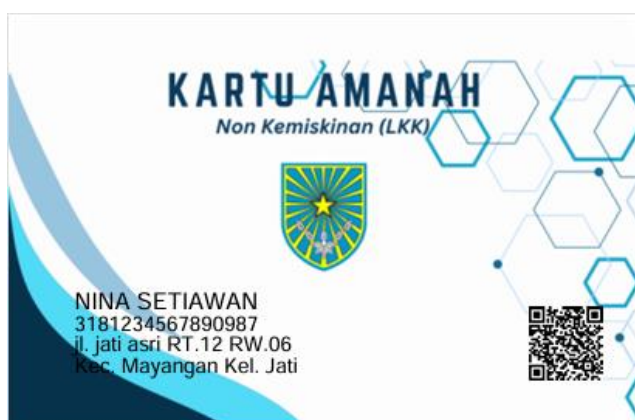 KARTU AMANAH
Non Kemiskinan (LKK)
NINA SETIAWAN
3181234567890987
jl. jati asri RT.12 RW.06
Kec. Mayangan Kel. Jati